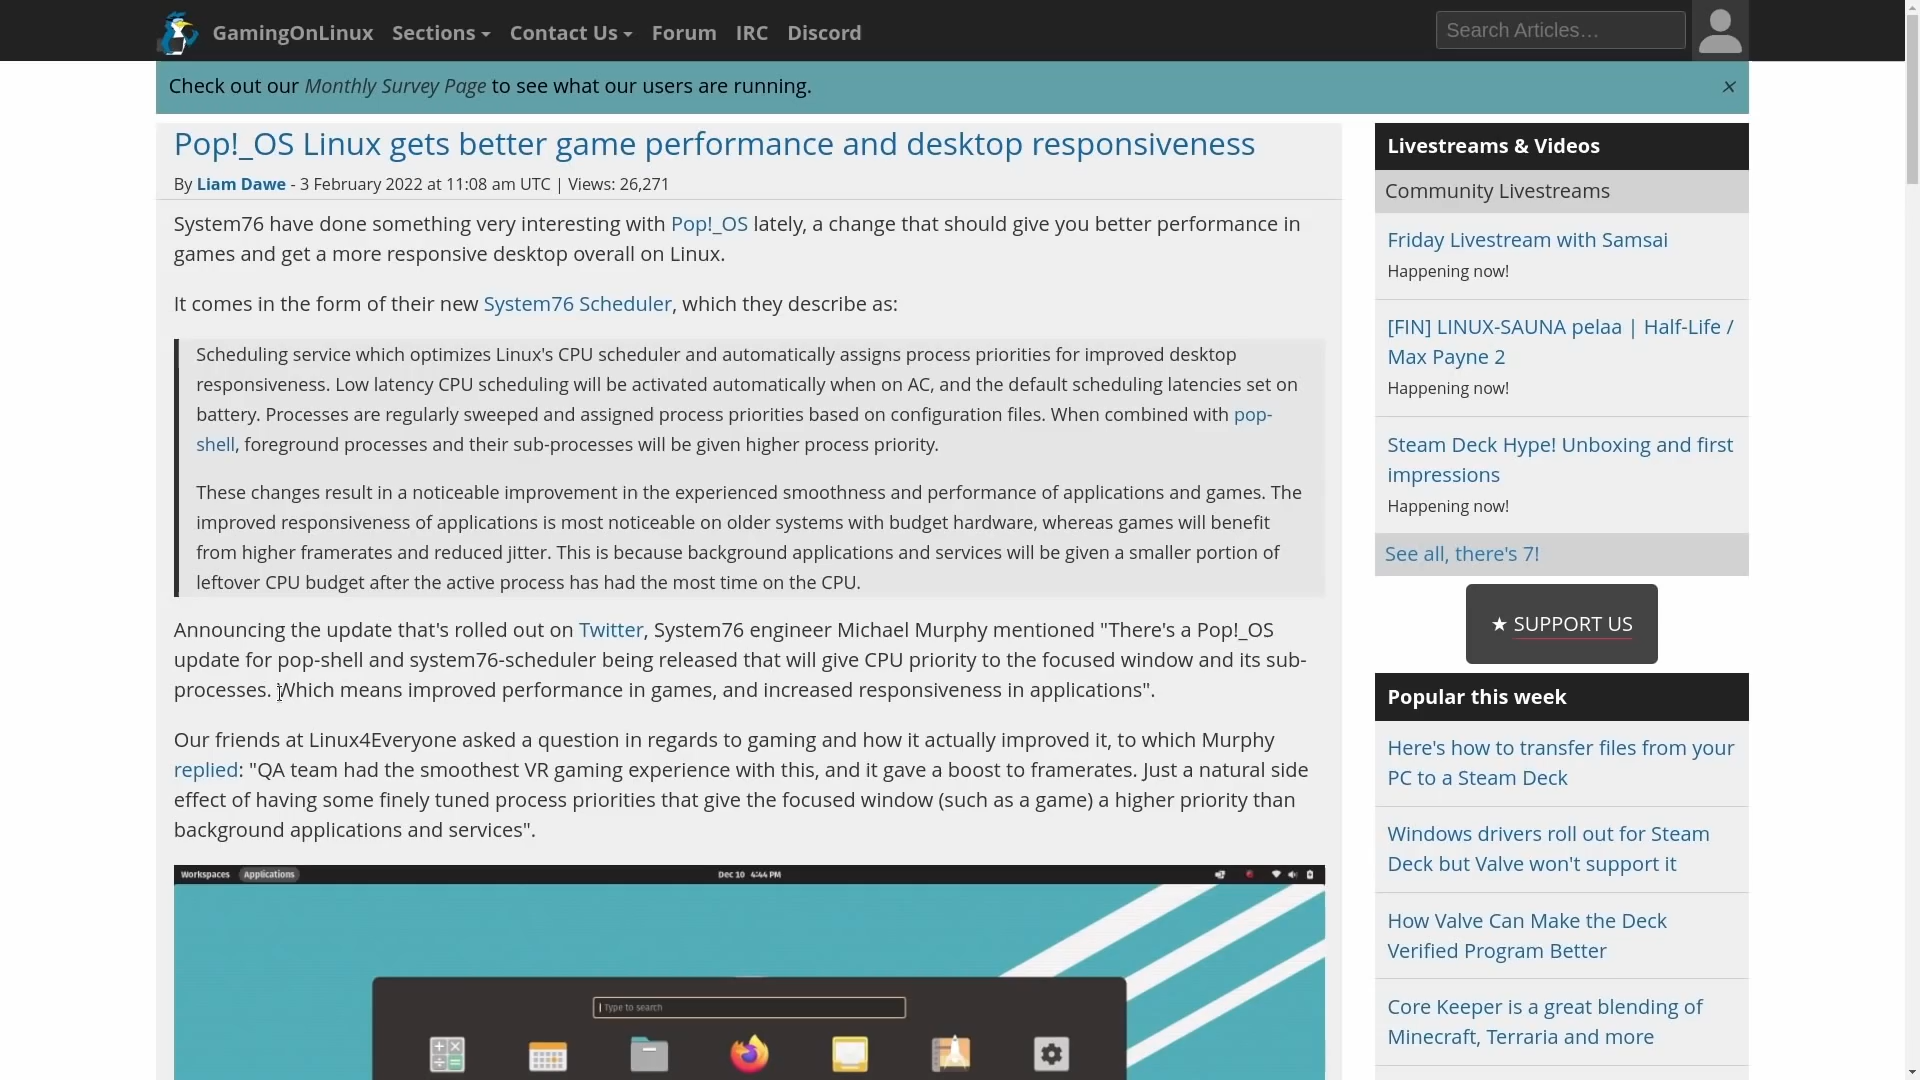 GamingOnLinux Sections Contact Us Forum IRC Discord
Search Articles...
Check out our Monthly Survey Page to see what our users are running.
×
Pop!_OS Linux gets better game performance and desktop responsiveness
By Liam Dawe - 3 February 2022 at 11:08 am UTC | Views: 26,271
System76 have done something very interesting with Pop!_OS lately, a change that should give you better performance in
games and get a more responsive desktop overall on Linux.
It comes in the form of their new System76 Scheduler, which they describe as:
Scheduling service which optimizes Linux's CPU scheduler and automatically assigns process priorities for improved desktop
responsiveness. Low latency CPU scheduling will be activated automatically when on AC, and the default scheduling latencies set on
battery. Processes are regularly sweeped and assigned process priorities based on configuration files. When combined with pop-
shell, foreground processes and their sub-processes will be given higher process priority.
These changes result in a noticeable improvement in the experienced smoothness and performance of applications and games. The
improved responsiveness of applications is most noticeable on older systems with budget hardware, whereas games will benefit
from higher framerates and reduced jitter. This is because background applications and services will be given a smaller portion of
leftover CPU budget after the active process has had the most time on the CPU.
Announcing the update that's rolled out on Twitter, System76 engineer Michael Murphy mentioned "There's a Pop!_OS
update for pop-shell and system76-scheduler being released that will give CPU priority to the focused window and its sub-
processes. Which means improved performance in games, and increased responsiveness in applications".
Our friends at Linux4Everyone asked a question in regards to gaming and how it actually improved it, to which Murphy
replied: "QA team had the smoothest VR gaming experience with this, and it gave a boost to framerates. Just a natural side
effect of having some finely tuned process priorities that give the focused window (such as a game) a higher priority than
background applications and services".
Workspaces Applications Dec 10 4:44 PM
Type to search
Livestreams & Videos
Community Livestreams
Friday Livestream with Samsai
Happening now!
[FIN] LINUX-SAUNA pelaa | Half-Life /
Max Payne 2
Happening now!
Steam Deck Hype! Unboxing and first
impressions
Happening now!
See all, there's 7!
★ SUPPORT US
Popular this week
Here's how to transfer files from your
PC to a Steam Deck
Windows drivers roll out for Steam
Deck but Valve won't support it
How Valve Can Make the Deck
Verified Program Better
Core Keeper is a great blending of
Minecraft, Terraria and more